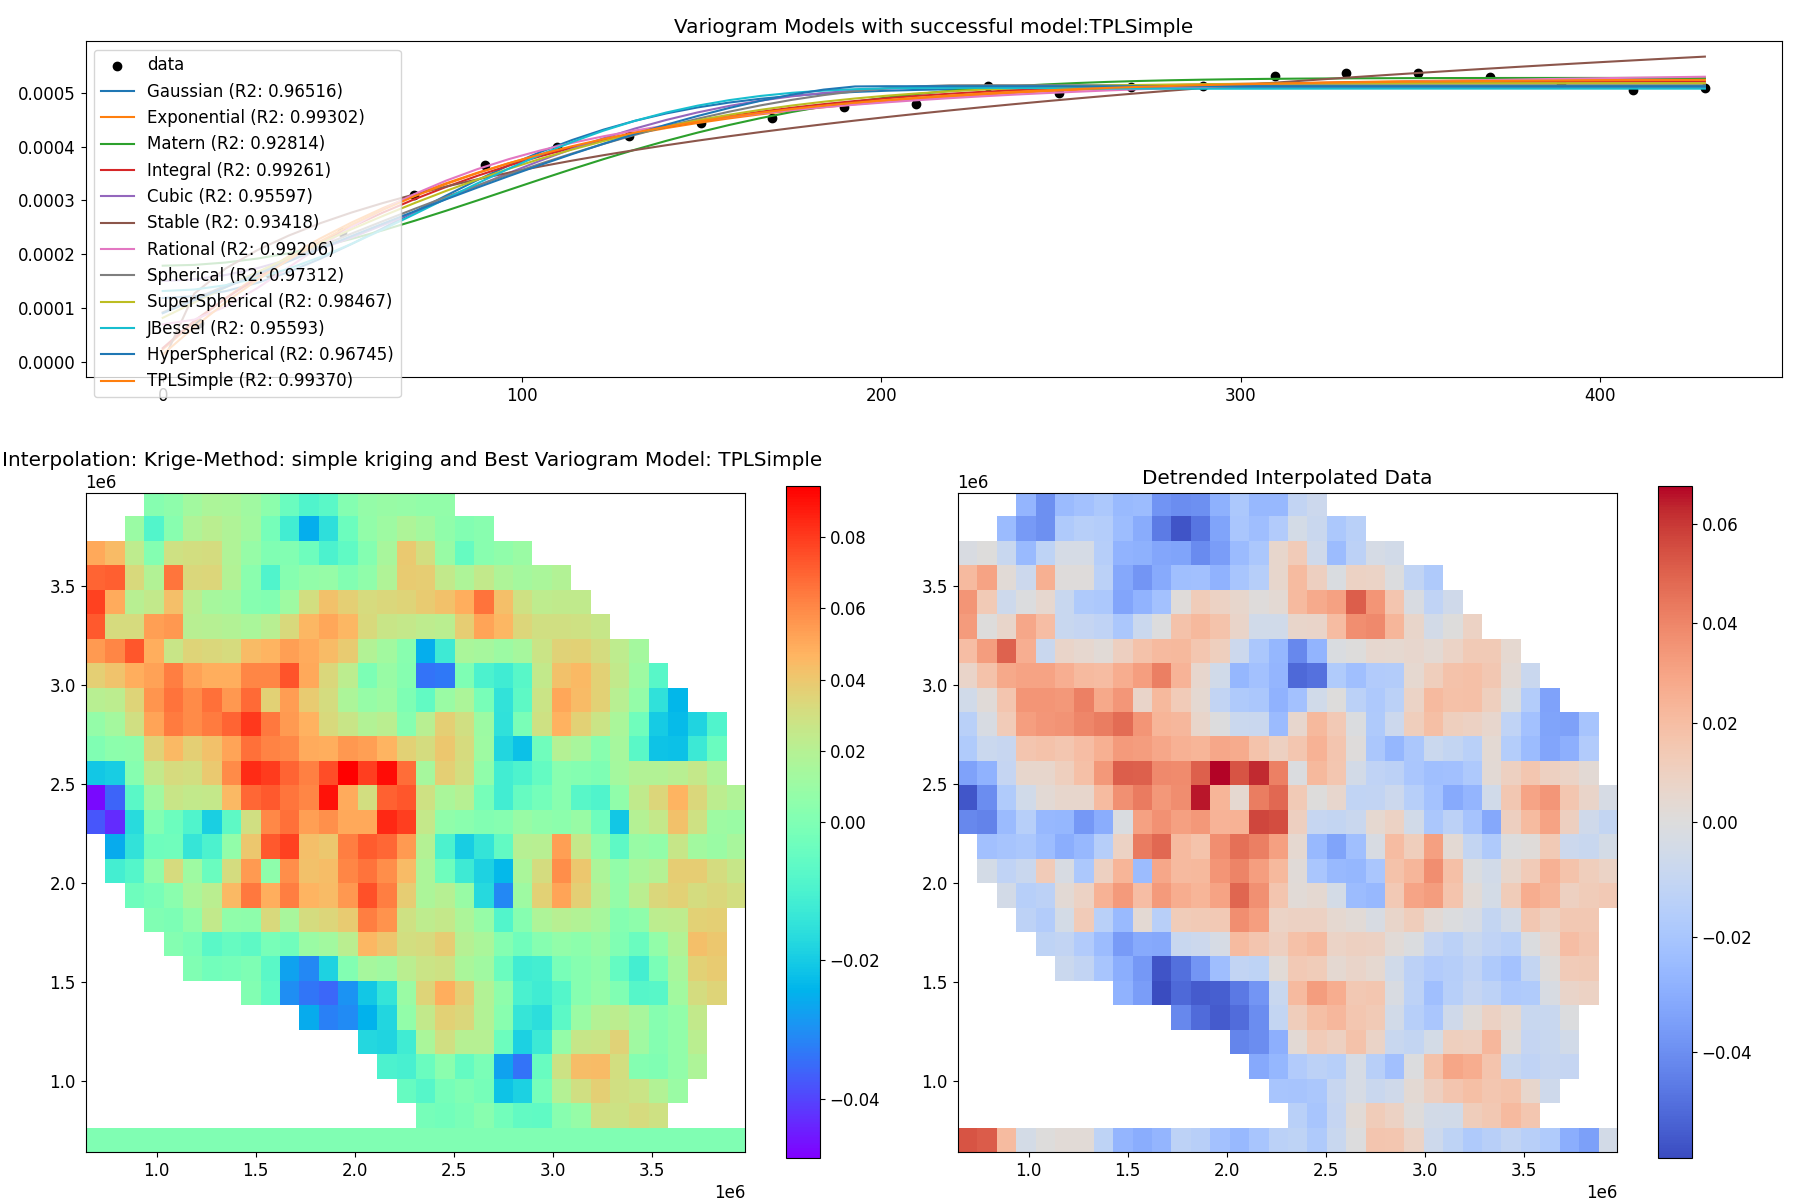 Variogram Models with successful model:TPLSimple
data
Gaussian (R2: 0.96516)
Exponential (R2: 0.99302)
Matern (R2: 0.92814)
Integral (R2: 0.99261)
Cubic (R2: 0.95597)
Stable (R2: 0.93418)
Rational (R2: 0.99206)
Spherical (R2: 0.97312)
SuperSpherical (R2: 0.98467)
JBessel (R2: 0.95593)
HyperSpherical (R2: 0.96745)
TPLSimple (R2: 0.99370)
0.0005
0.0004
0.0003
0.0002
0.0001
0.0000
0 100 200 300 400
Interpolation: Krige-Method: simple kriging and Best Variogram Model: TPLSimple
1e6
3.5
3.0
2.5
2.0
1.5
1.0
1.0 1.5 2.0 2.5 3.0 3.5
1e6
0.08
0.06
0.04
0.02
0.00
−0.02
−0.04
Detrended Interpolated Data
1e6
3.5
3.0
2.5
2.0
1.5
1.0
1.0 1.5 2.0 2.5 3.0 3.5
1e6
0.06
0.04
0.02
0.00
−0.02
−0.04